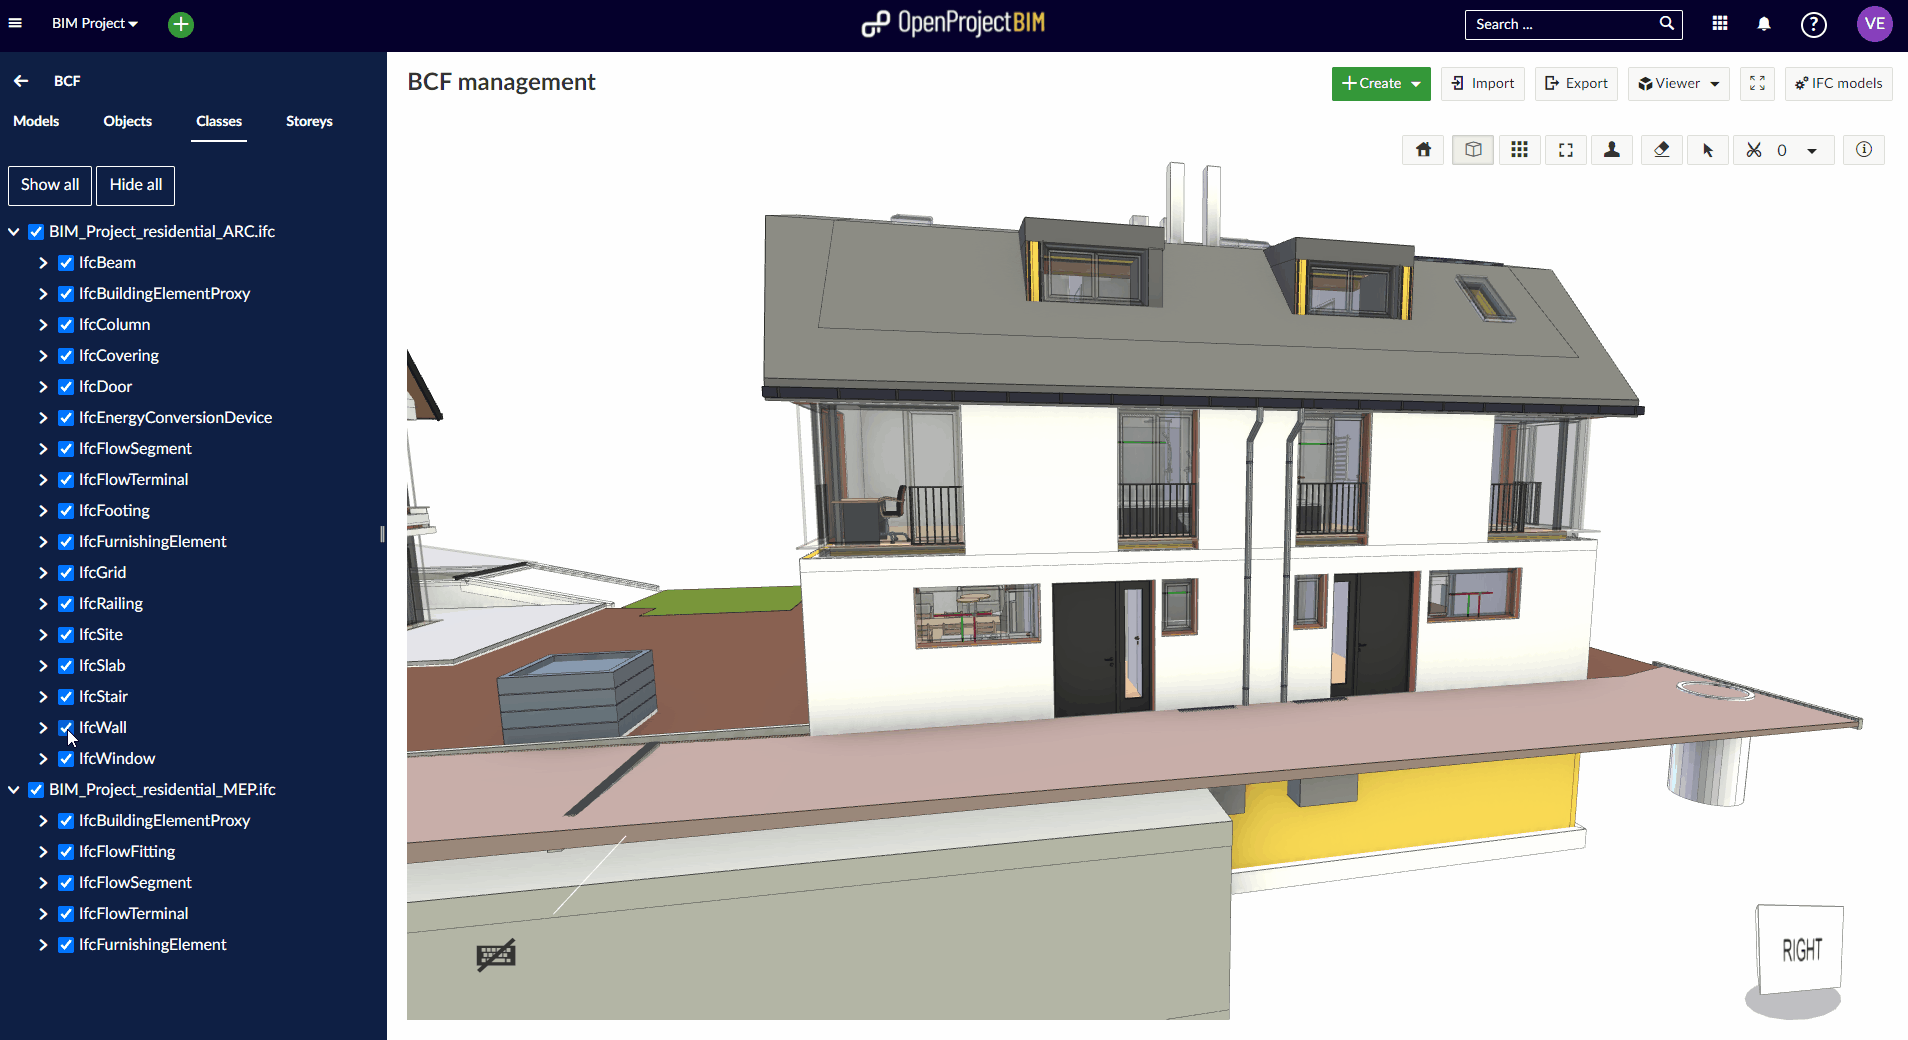 BIM Project
OpenProjectBIM
Search ...
?
VE
BCF
Models Objects Classes Storeys
Show all Hide all
BIM_Project_residential_ARC.ifc
IfcBeam
IfcBuildingElementProxy
IfcColumn
IfcCovering
IfcDoor
IfcEnergyConversionDevice
IfcFlowSegment
IfcFlowTerminal
IfcFooting
IfcFurnishingElement
IfcGrid
IfcRailing
IfcSite
IfcSlab
IfcStair
IfcWall
IfcWindow
BIM_Project_residential_MEP.ifc
IfcBuildingElementProxy
IfcFlowFitting
IfcFlowSegment
IfcFlowTerminal
IfcFurnishingElement
BCF management
Create Import Export Viewer IFC models
0
RIGHT